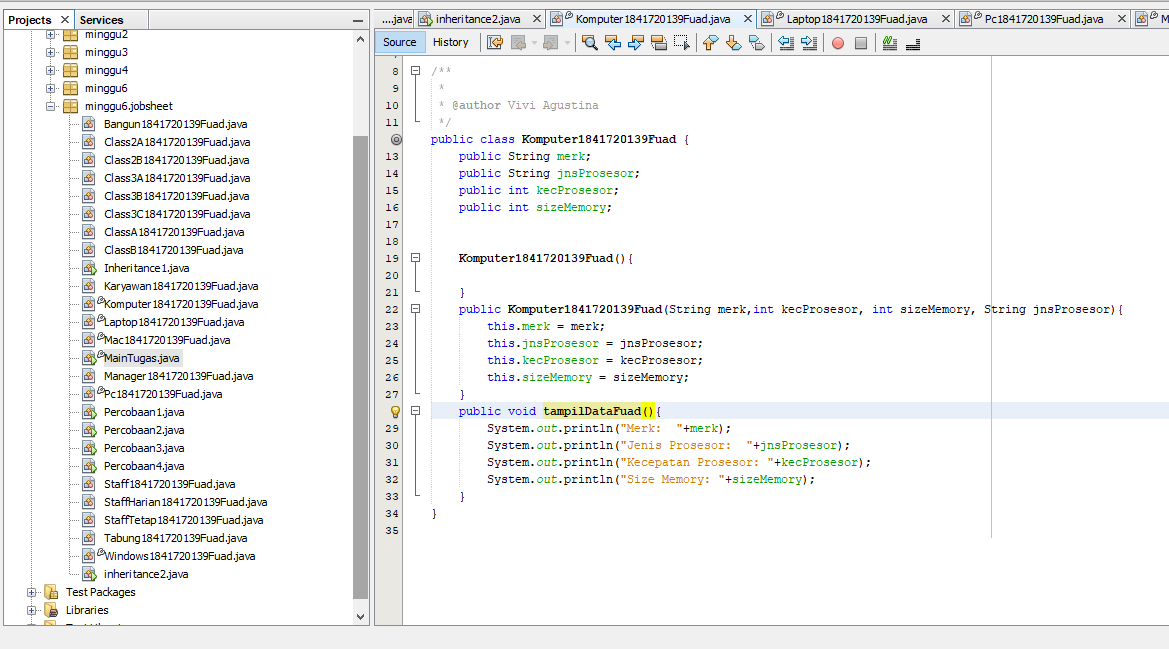 Projects
Services
minggu2
minggu3
minggu4
minggu6
minggu6.jobsheet
Bangun1841720139Fuad.java
Class2A1841720139Fuad.java
Class2B1841720139Fuad.java
Class3A1841720139Fuad.java
Class3B1841720139Fuad.java
Class3C1841720139Fuad.java
ClassA1841720139Fuad.java
ClassB1841720139Fuad.java
Inheritance1.java
Karyawan1841720139Fuad.java
Komputer1841720139Fuad.java
Laptop1841720139Fuad.java
Mac1841720139Fuad.java
MainTugas.java
Manager1841720139Fuad.java
Pc1841720139Fuad.java
Percobaan1.java
Percobaan2.java
Percobaan3.java
Percobaan4.java
Staff1841720139Fuad.java
StaffHarian1841720139Fuad.java
StaffTetap1841720139Fuad.java
Tabung1841720139Fuad.java
Windows1841720139Fuad.java
inheritance2.java
Test Packages
Libraries
....java inheritance2.java Komputer1841720139Fuad.java Laptop1841720139Fuad.java Pc1841720139Fuad.java M
Source History
8 /**
9 *
10 * @author Vivi Agustina
11 */
public class Komputer1841720139Fuad {
13 public String merk;
14 public String jnsProsesor;
15 public int kecProsesor;
16 public int sizeMemory;
17
18
19 Komputer1841720139Fuad(){
20
21 }
22 public Komputer1841720139Fuad(String merk,int kecProsesor, int sizeMemory, String jnsProsesor){
23 this.merk = merk;
24 this.jnsProsesor = jnsProsesor;
25 this.kecProsesor = kecProsesor;
26 this.sizeMemory = sizeMemory;
27 }
public void tampilDataFuad(){
29 System.out.println("Merk:  "+merk);
30 System.out.println("Jenis Prosesor:  "+jnsProsesor);
31 System.out.println("Kecepatan Prosesor: "+kecProsesor);
32 System.out.println("Size Memory: "+sizeMemory);
33 }
34 }
35